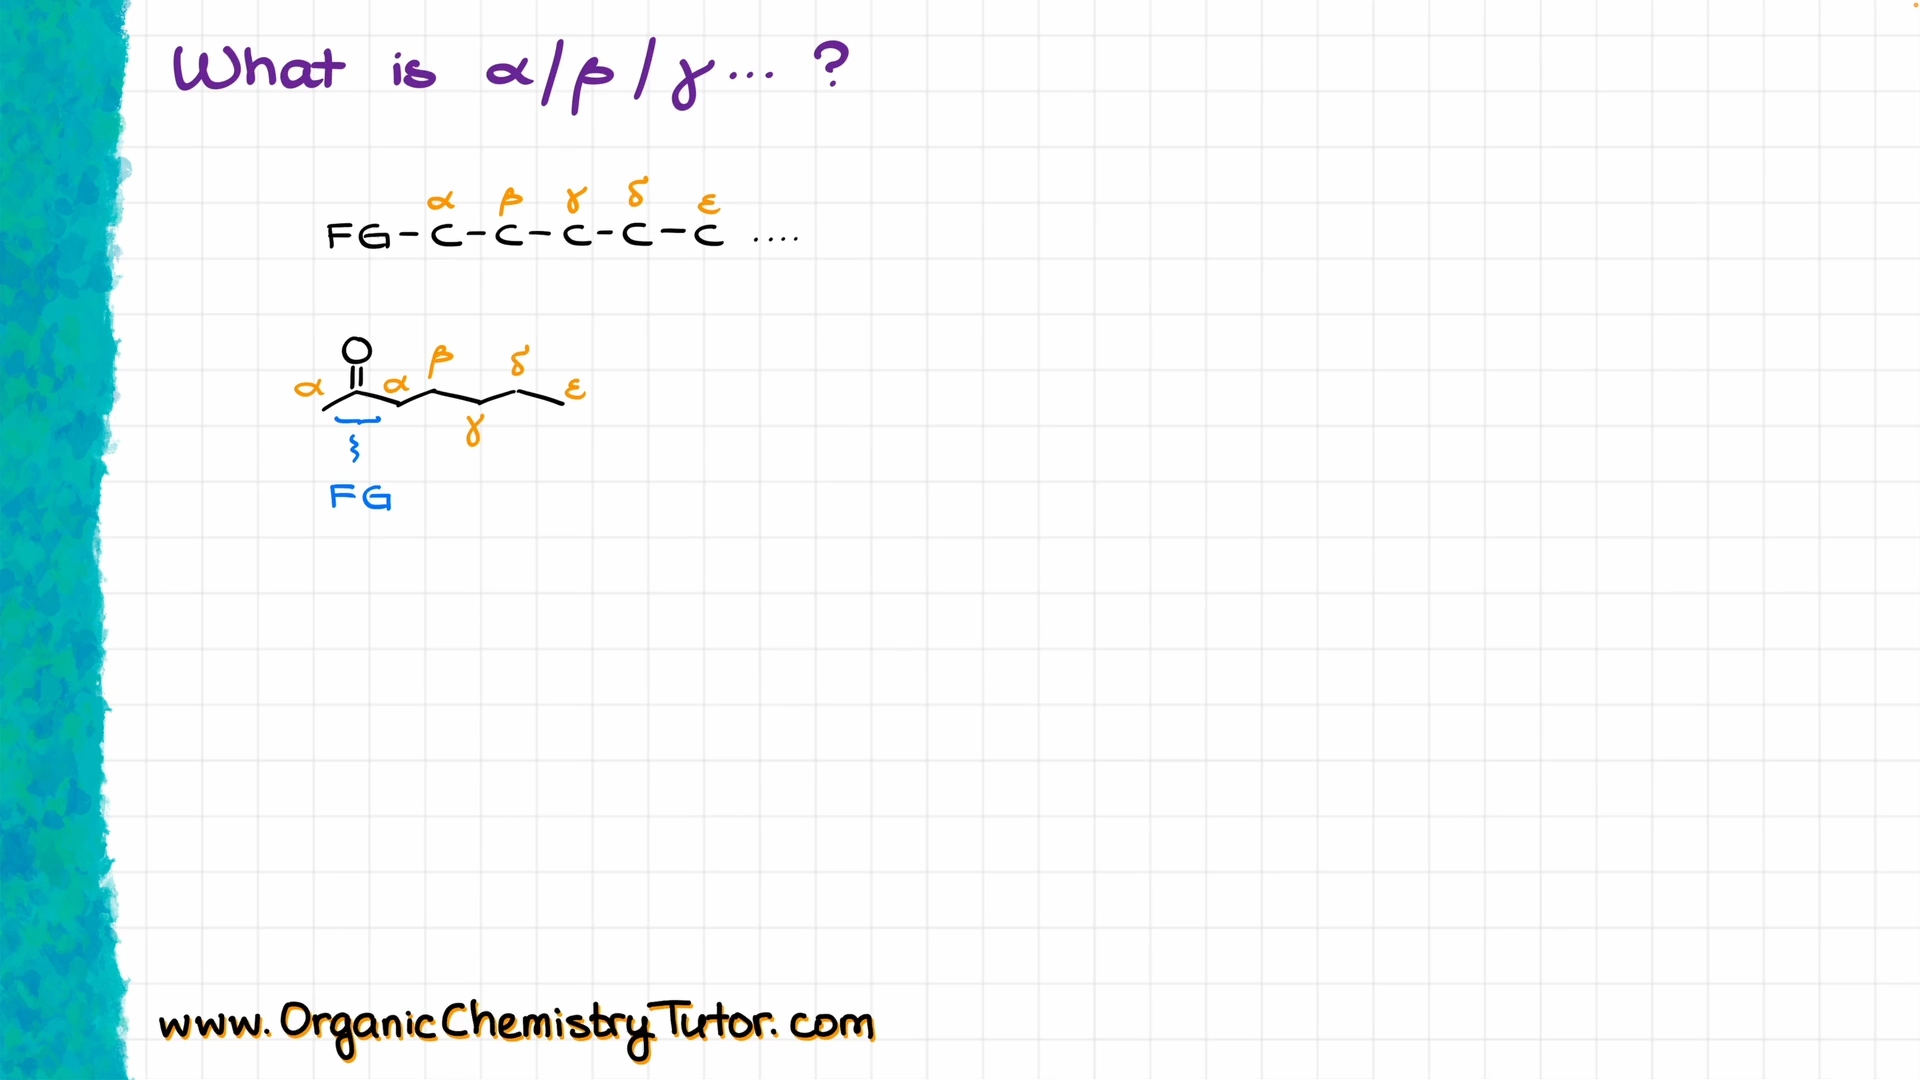 What is α/β/γ... ?
α β γ δ ε
FG-C-C-C-C-C ....
O
α α β γ δ ε
FG
www.OrganicChemistryTutor.com